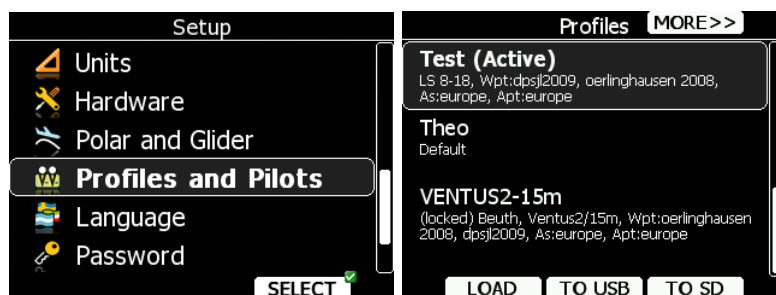 Setup
Units
Hardware
Polar and Glider
Profiles and Pilots
Language
Password
SELECT
Profiles MORE>>
Test (Active)
LS 8-18, Wpt:dpsjl2009, oerlinghausen 2008,
As:europe, Apt:europe
Theo
Default
VENTUS2-15m
(locked) Beuth, Ventus2/15m, Wpt:oerlinghausen
2008, dpsjl2009, As:europe, Apt:europe
LOAD TO USB TO SD